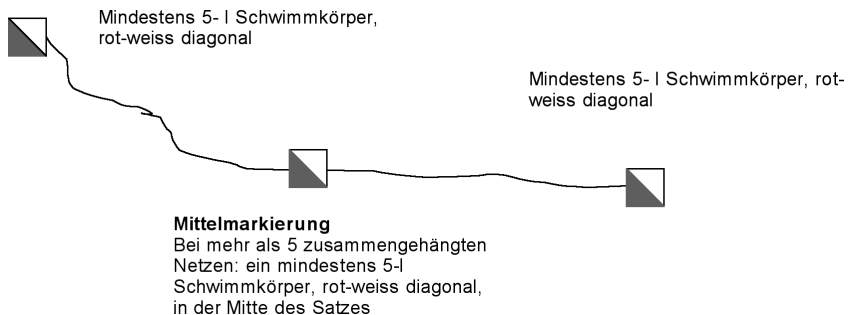 Mindestens 5- l Schwimmkörper,
rot-weiss diagonal
Mindestens 5- l Schwimmkörper, rot-
weiss diagonal
Mittelmarkierung
Bei mehr als 5 zusammengehängten
Netzen: ein mindestens 5-l
Schwimmkörper, rot-weiss diagonal,
in der Mitte des Satzes